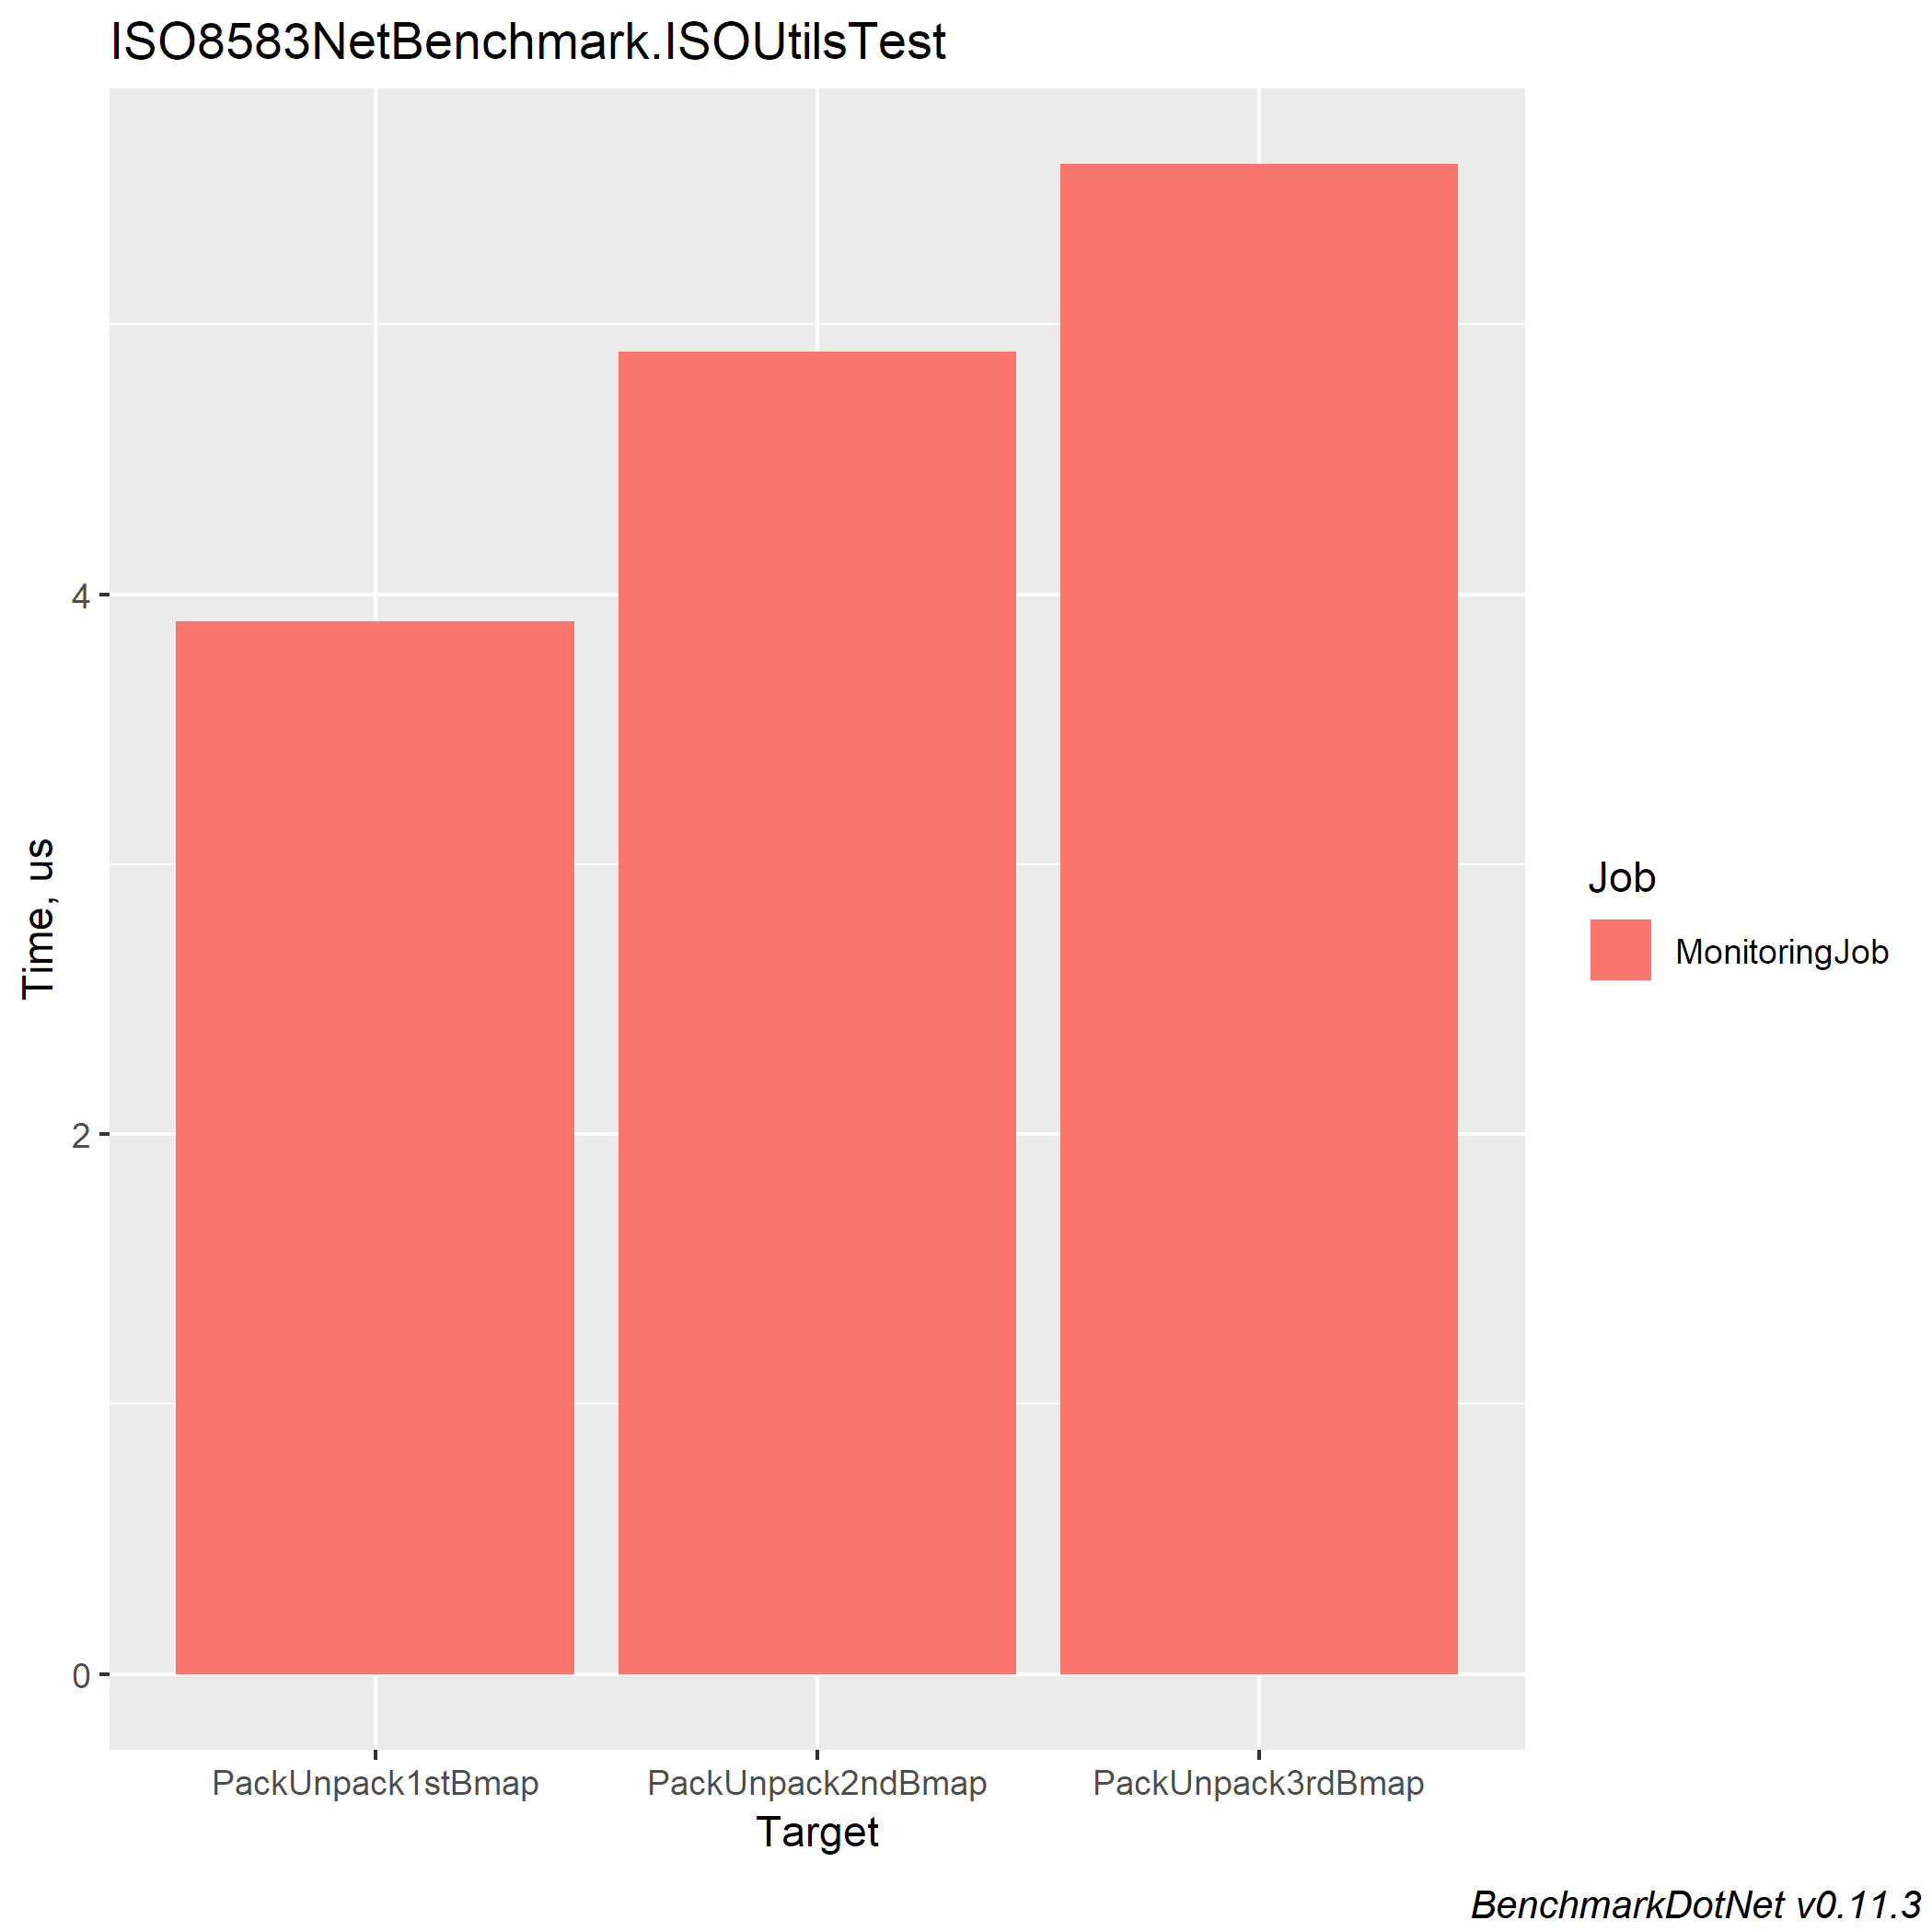 ISO8583NetBenchmark.ISOUtilsTest
Time, us
4
2
0
PackUnpack1stBmap
PackUnpack2ndBmap
PackUnpack3rdBmap
Target
Job
MonitoringJob
BenchmarkDotNet v0.11.3